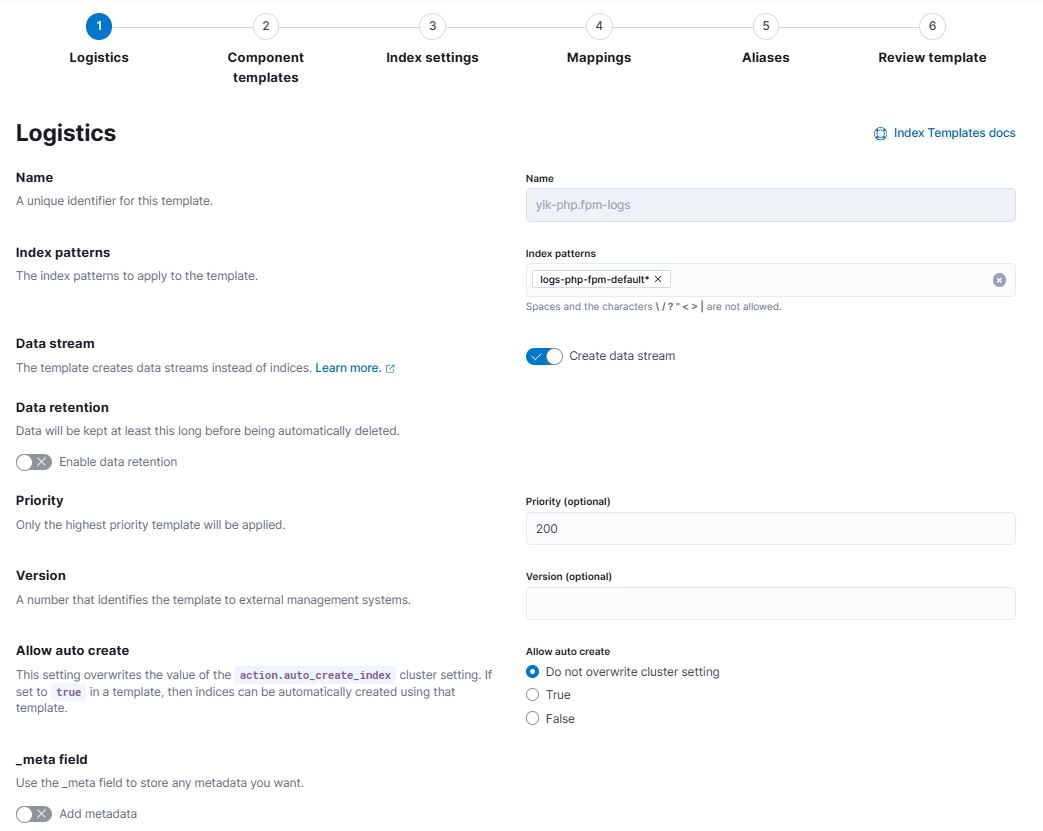 1
2
3
4
5
6
Logistics
Component
templates
Index settings
Mappings
Aliases
Review template
Logistics
Index Templates docs
Name
A unique identifier for this template.
Name
yik-php.fpm-logs
Index patterns
The index patterns to apply to the template.
Index patterns
logs-php-fpm-default*
Spaces and the characters \ / ? " < > | are not allowed.
Data stream
The template creates data streams instead of indices. Learn more.
Create data stream
Data retention
Data will be kept at least this long before being automatically deleted.
Enable data retention
Priority
Only the highest priority template will be applied.
Priority (optional)
200
Version
A number that identifies the template to external management systems.
Version (optional)
Allow auto create
This setting overwrites the value of the action.auto_create_index cluster setting. If
set to true in a template, then indices can be automatically created using that
template.
Allow auto create
Do not overwrite cluster setting
True
False
_meta field
Use the _meta field to store any metadata you want.
Add metadata